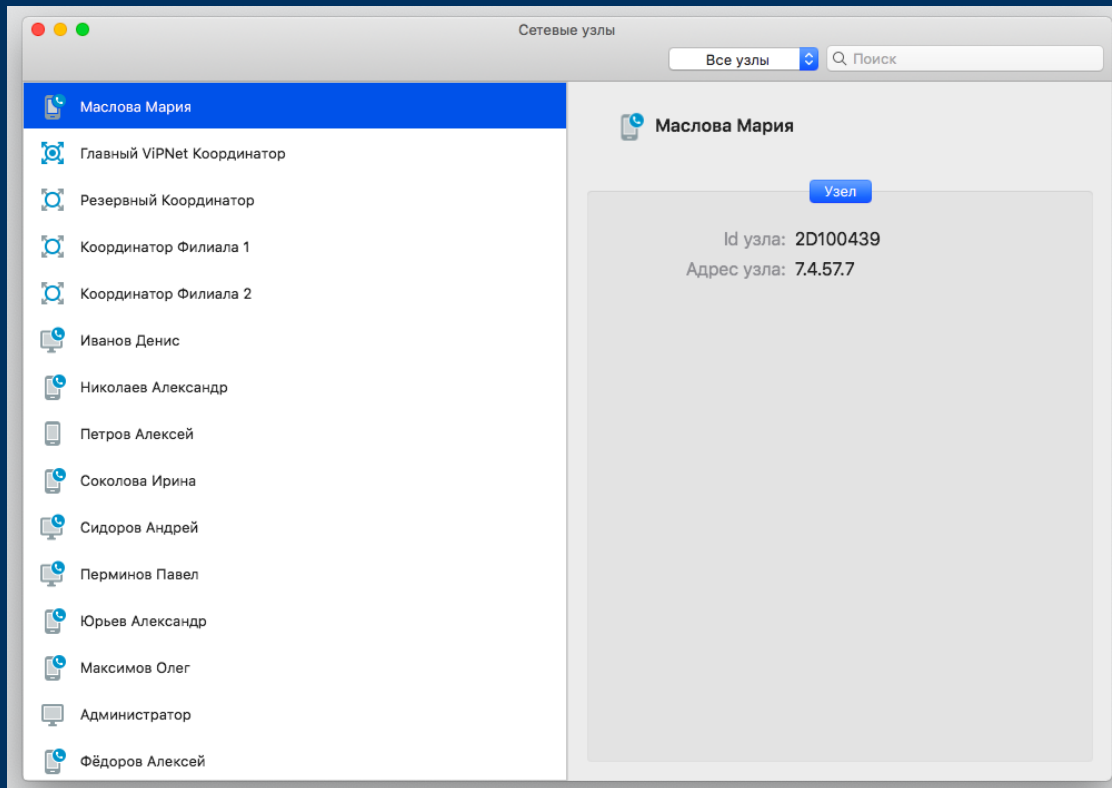 Сетевые узлы
Все узлы
Поиск
Маслова Мария
Главный ViPNet Координатор
Резервный Координатор
Координатор Филиала 1
Координатор Филиала 2
Иванов Денис
Николаев Александр
Петров Алексей
Соколова Ирина
Сидоров Андрей
Перминов Павел
Юрьев Александр
Максимов Олег
Администратор
Фёдоров Алексей
Маслова Мария
Узел
Id узла: 2D100439
Адрес узла: 7.4.57.7